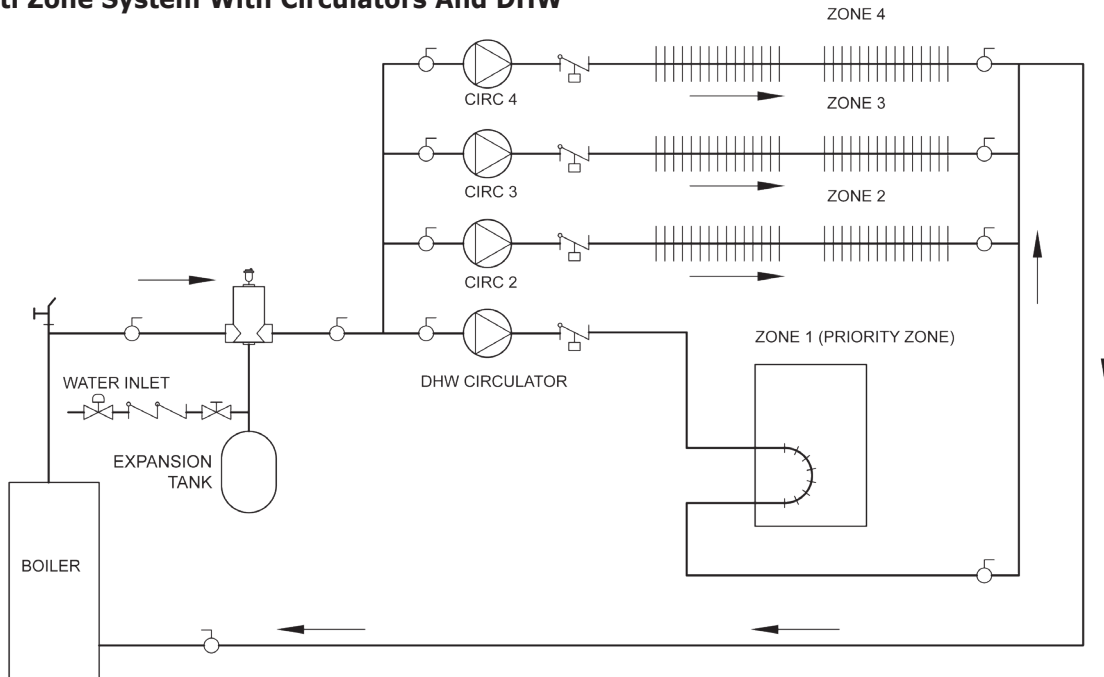 Zone System With Circulators And DHW
ZONE 4
CIRC 4
ZONE 3
CIRC 3
ZONE 2
CIRC 2
ZONE 1 (PRIORITY ZONE)
DHW CIRCULATOR
WATER INLET
EXPANSION
TANK
BOILER